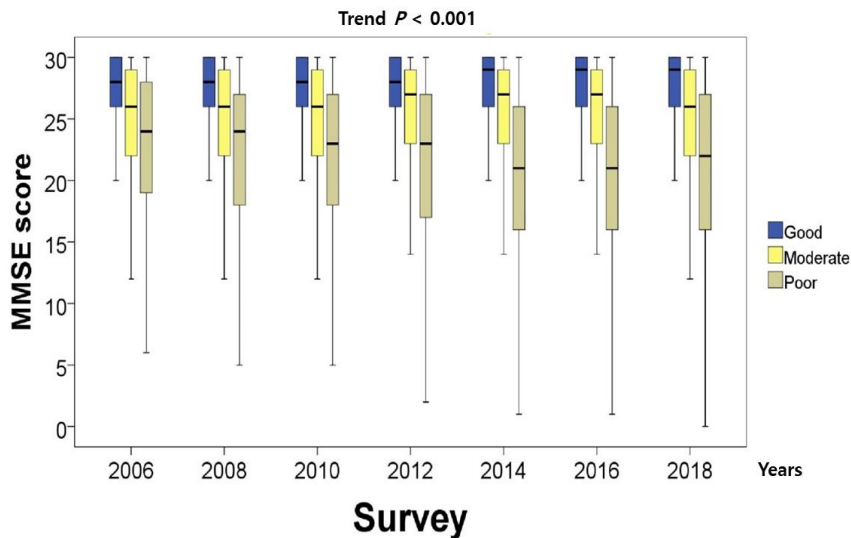 Trend P < 0.001
MMSE score
30
25
20
15
10
5
0
Good
Moderate
Poor
2006 2008 2010 2012 2014 2016 2018 Years
Survey